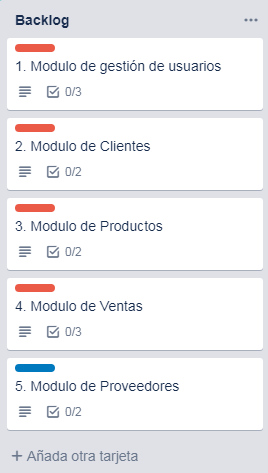 Backlog
1. Modulo de gestión de usuarios
0/3
2. Modulo de Clientes
0/2
3. Modulo de Productos
0/2
4. Modulo de Ventas
0/3
5. Modulo de Proveedores
0/2
+ Añada otra tarjeta